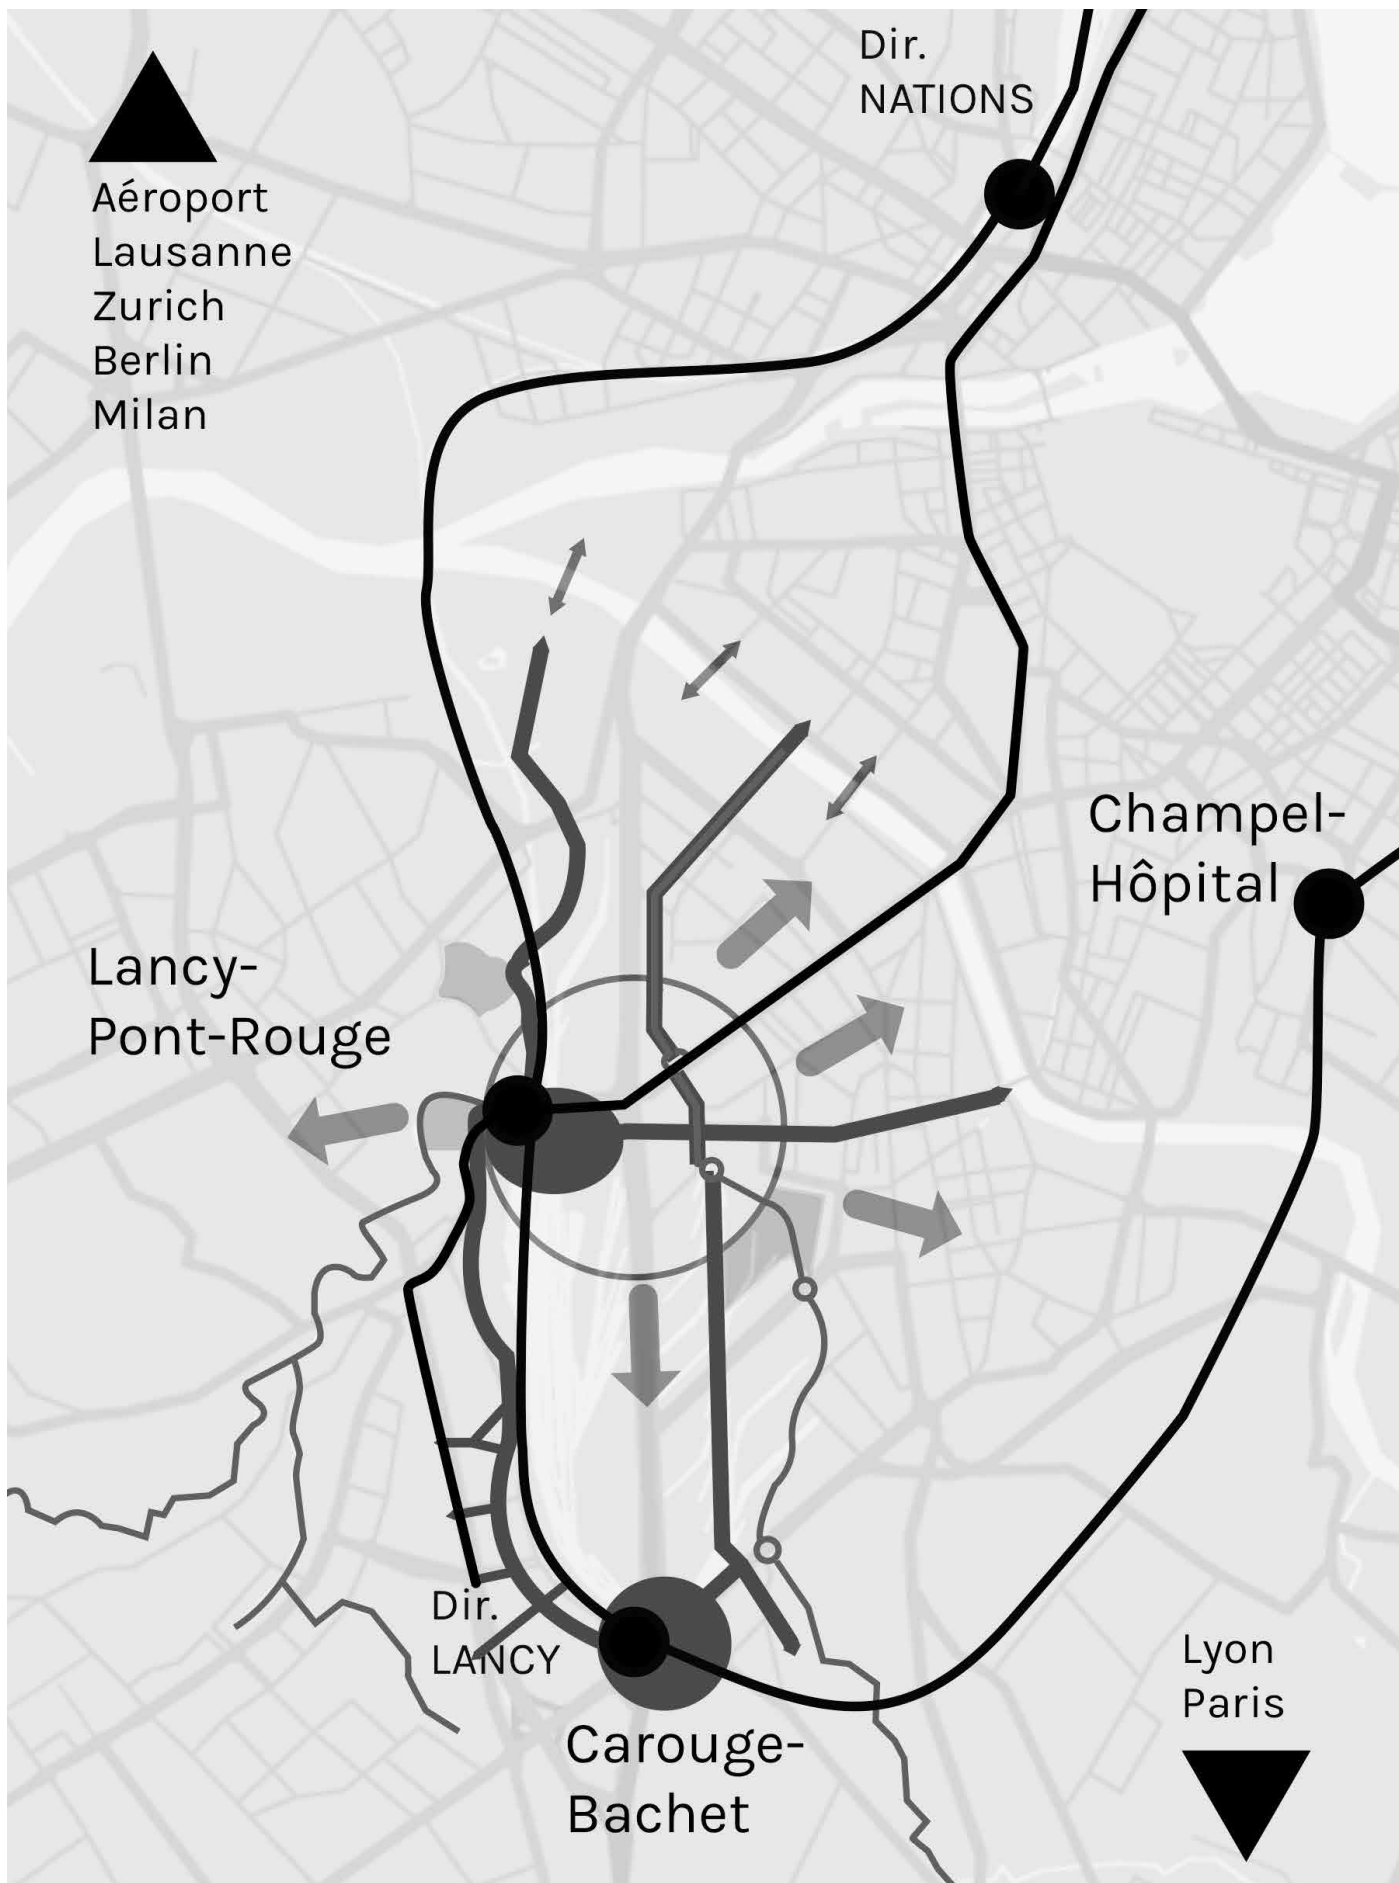 Dir.
NATIONS
Aéroport
Lausanne
Zurich
Berlin
Milan
Champel-
Hôpital
Lancy-
Pont-Rouge
Dir.
LANCY
Lyon
Paris
Carouge-
Bachet